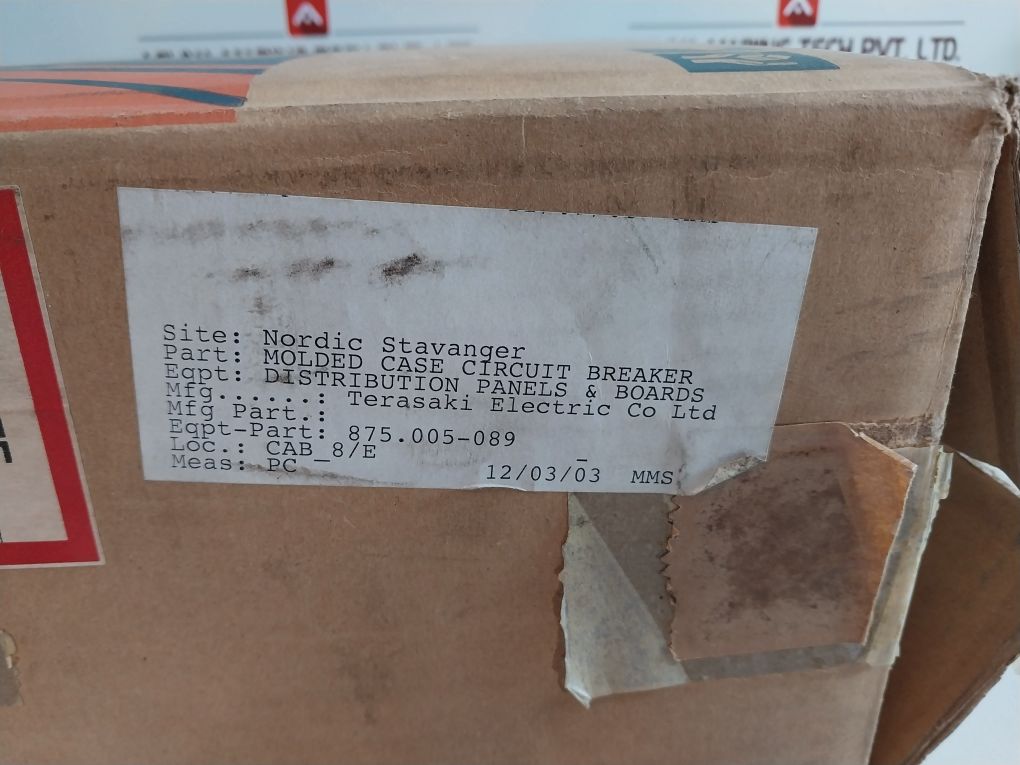 TECH PVT. LTD.
Site: Nordic Stavanger
Part: MOLDED CASE CIRCUIT BREAKER
Eqpt: DISTRIBUTION PANELS & BOARDS
Mfg......: Terasaki Electric Co Ltd
Mfg Part.:
Eqpt-Part: 875.005-089
Loc.: CAB_8/E
Meas: PC 12/03/03 MMS